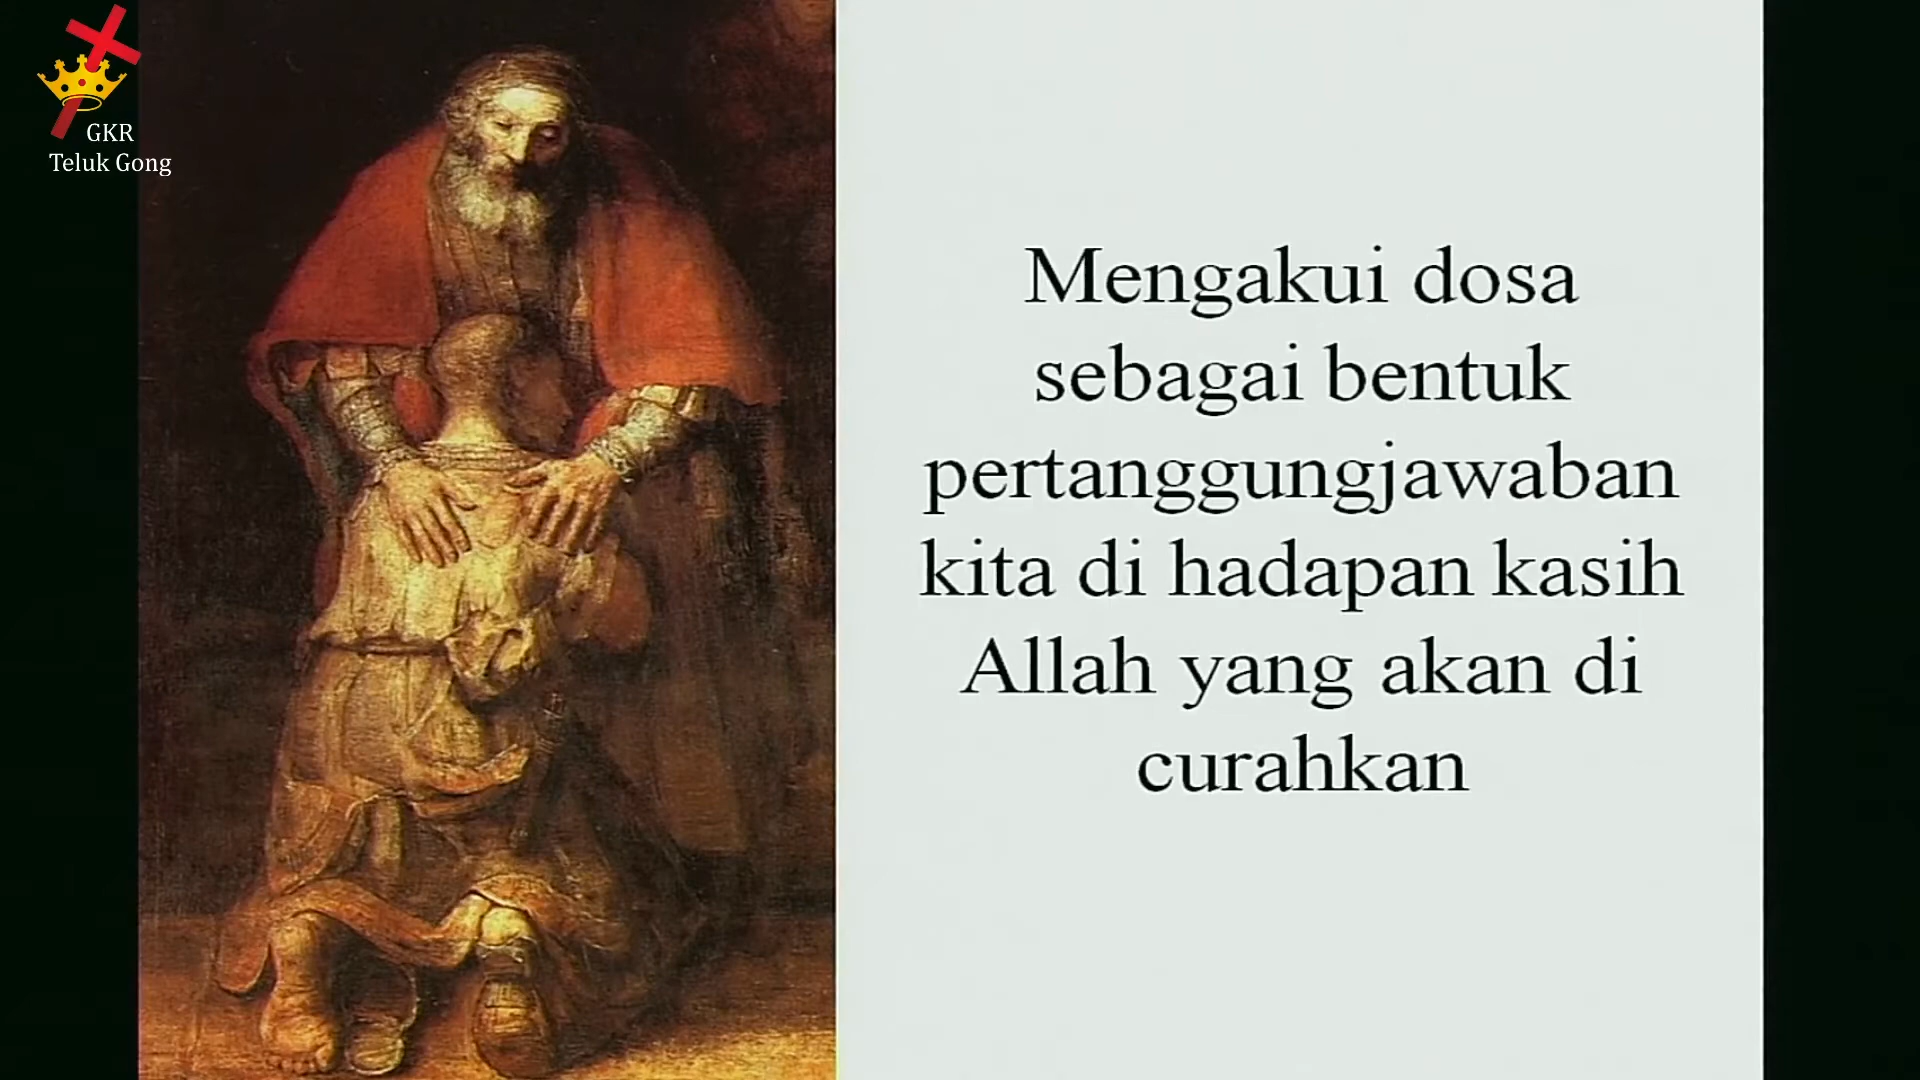 GKR
Teluk Gong
Mengakui dosa
sebagai bentuk
pertanggungjawaban
kita di hadapan kasih
Allah yang akan di
curahkan